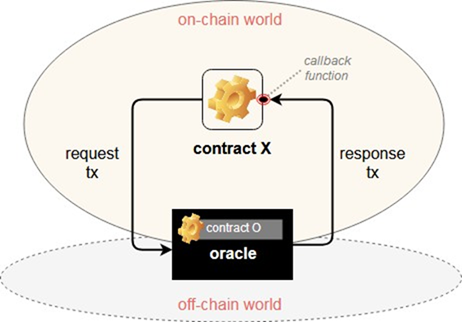 on-chain world
callback
function
contract X
request
tx
response
tx
contract O
oracle
off-chain world